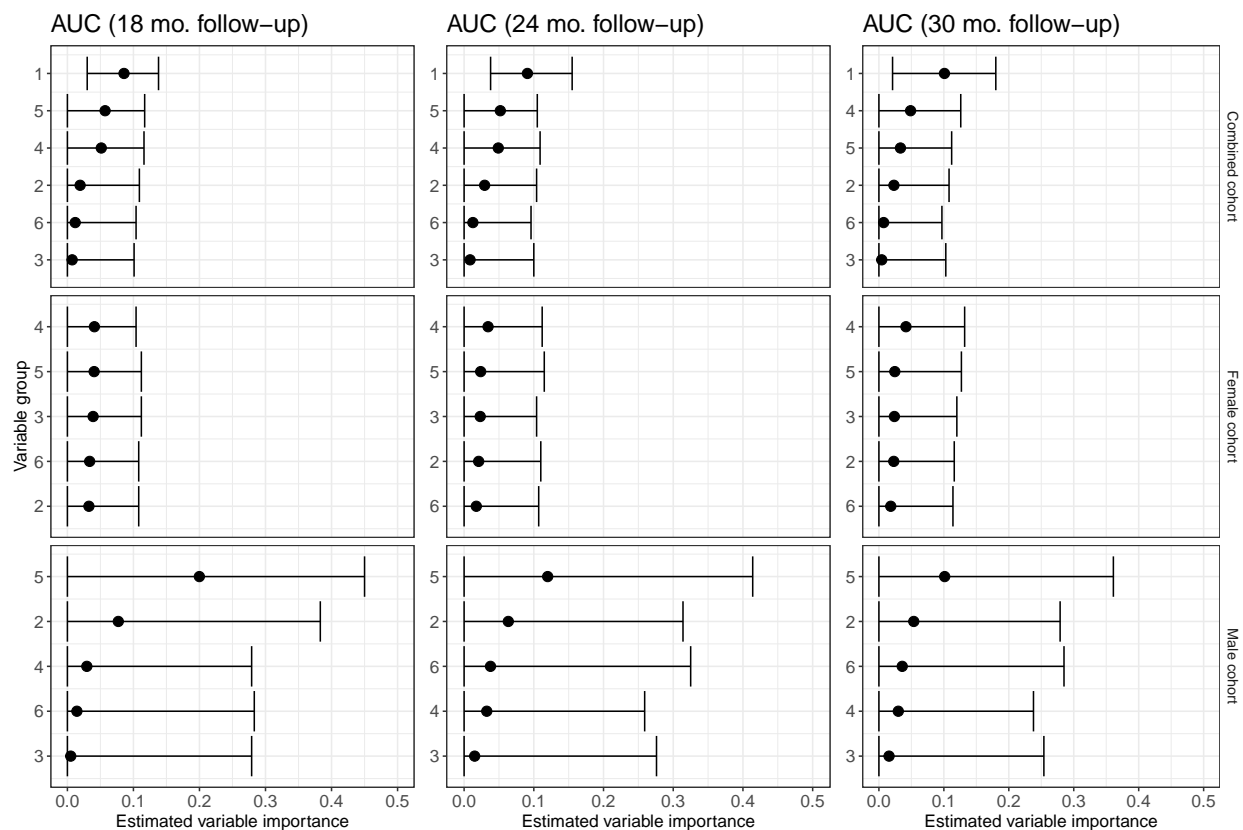 AUC (18 mo. follow−up) AUC (24 mo. follow−up) AUC (30 mo. follow−up)
1 1 1
5 5 4
4 4 5
2 2 2
6 6 6
3 3 3
Combined cohort
4 4 4
5 5 5
3 3 3
6 2 2
2 6 6
Female cohort
Variable group
5 5 5
2 2 2
4 6 6
6 4 4
3 3 3
Male cohort
0.0 0.1 0.2 0.3 0.4 0.5 0.0 0.1 0.2 0.3 0.4 0.5 0.0 0.1 0.2 0.3 0.4 0.5
Estimated variable importance Estimated variable importance Estimated variable importance